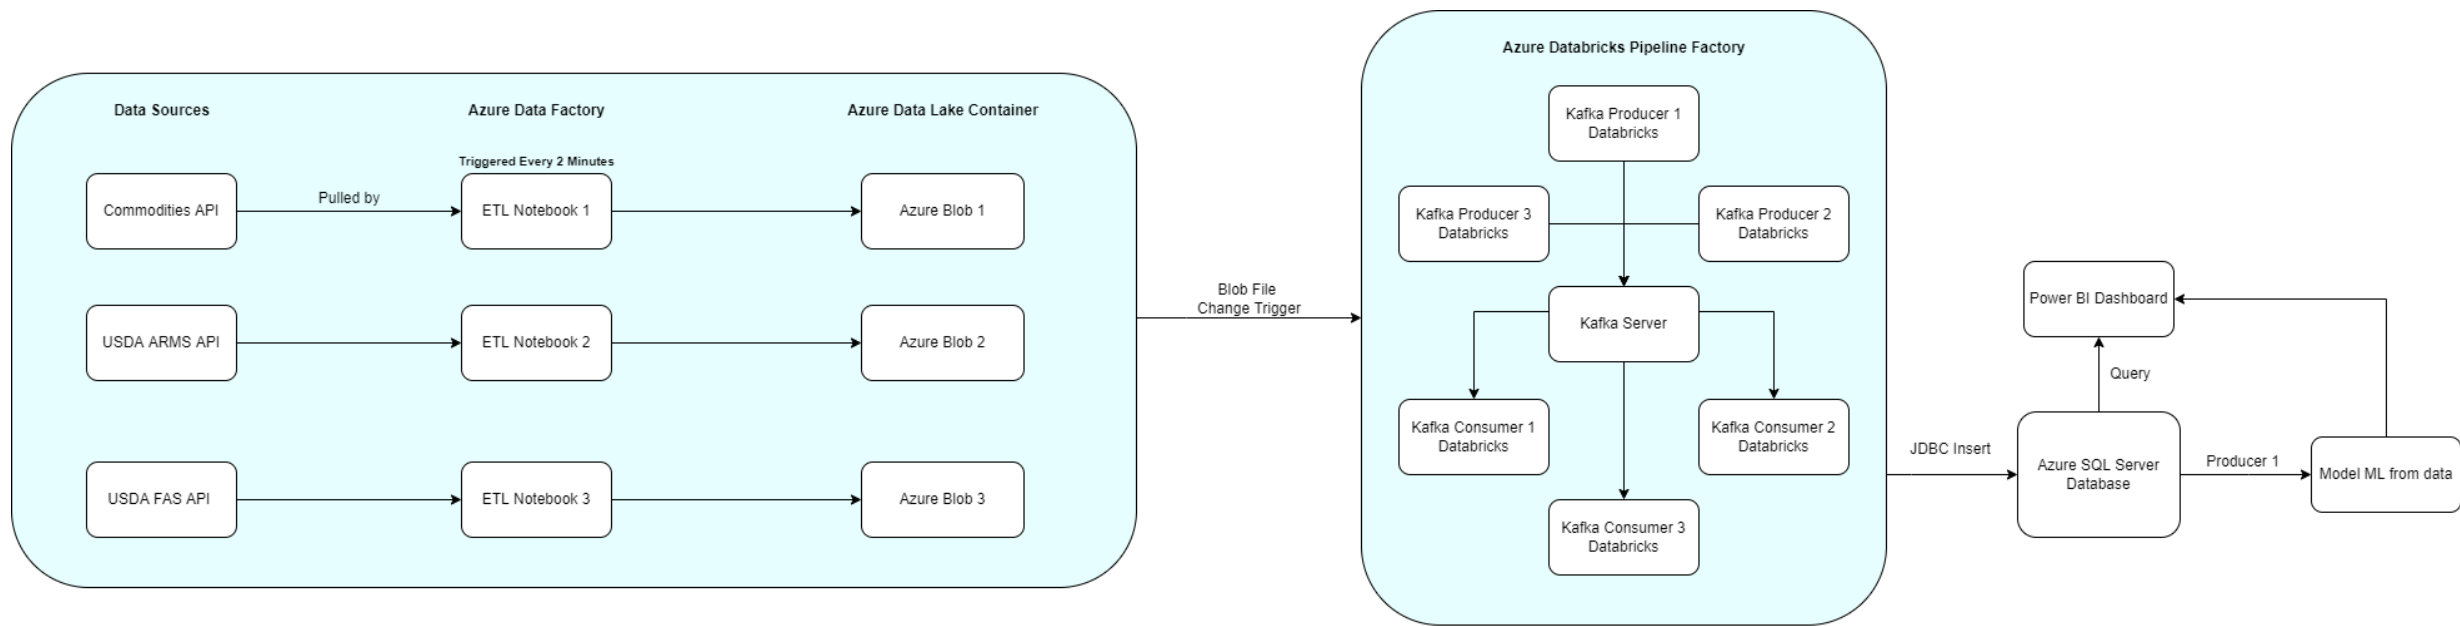 Data Sources
Azure Data Factory
Azure Data Lake Container
Triggered Every 2 Minutes
Commodities API
Pulled by
ETL Notebook 1
Azure Blob 1
USDA ARMS API
ETL Notebook 2
Azure Blob 2
USDA FAS API
ETL Notebook 3
Azure Blob 3
Blob File
Change Trigger
Azure Databricks Pipeline Factory
Kafka Producer 1
Databricks
Kafka Producer 3
Databricks
Kafka Producer 2
Databricks
Kafka Server
Kafka Consumer 1
Databricks
Kafka Consumer 2
Databricks
Kafka Consumer 3
Databricks
JDBC Insert
Power BI Dashboard
Query
Azure SQL Server
Database
Producer 1
Model ML from data